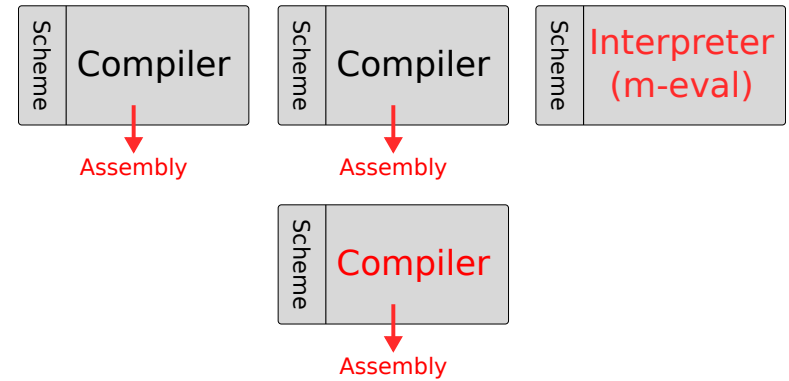 Scheme
Compiler
Assembly
Scheme
Compiler
Assembly
Scheme
Interpreter
(m-eval)
Scheme
Compiler
Assembly